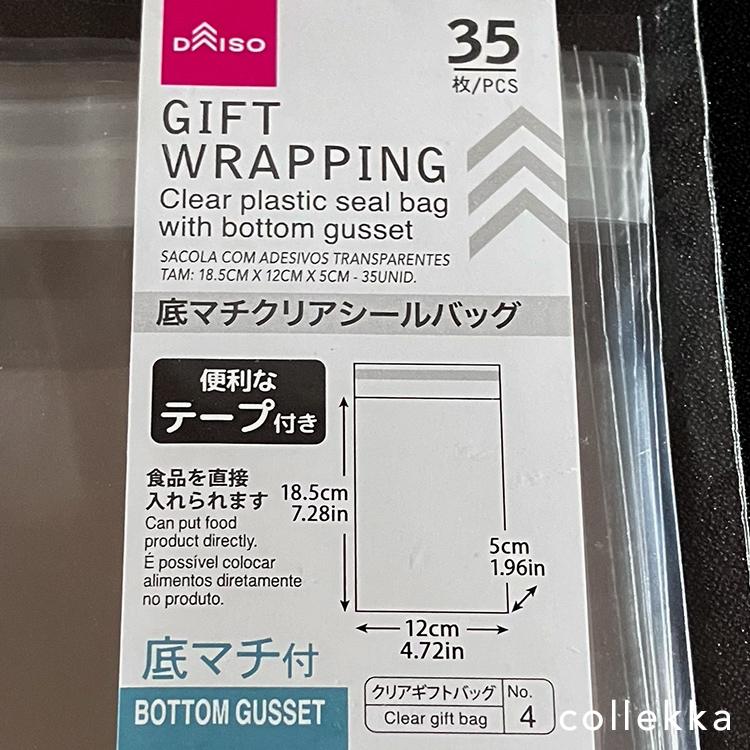 DAISO
35
枚/PCS
GIFT
WRAPPING
Clear plastic seal bag
with bottom gusset
SACOLA COM ADESIVOS TRANSPARENTES
TAM: 18.5CM X 12CM X 5CM - 35UNID.
底マチクリアシールバッグ
便利な
テープ付き
食品を直接
入れられます
Can put food
product directly.
É possível colocar
alimentos diretamente
no produto.
18.5cm
7.28in
5cm
1.96in
12cm
4.72in
底マチ付
BOTTOM GUSSET
クリアギフトバッグ
Clear gift bag
No.
4
collekka